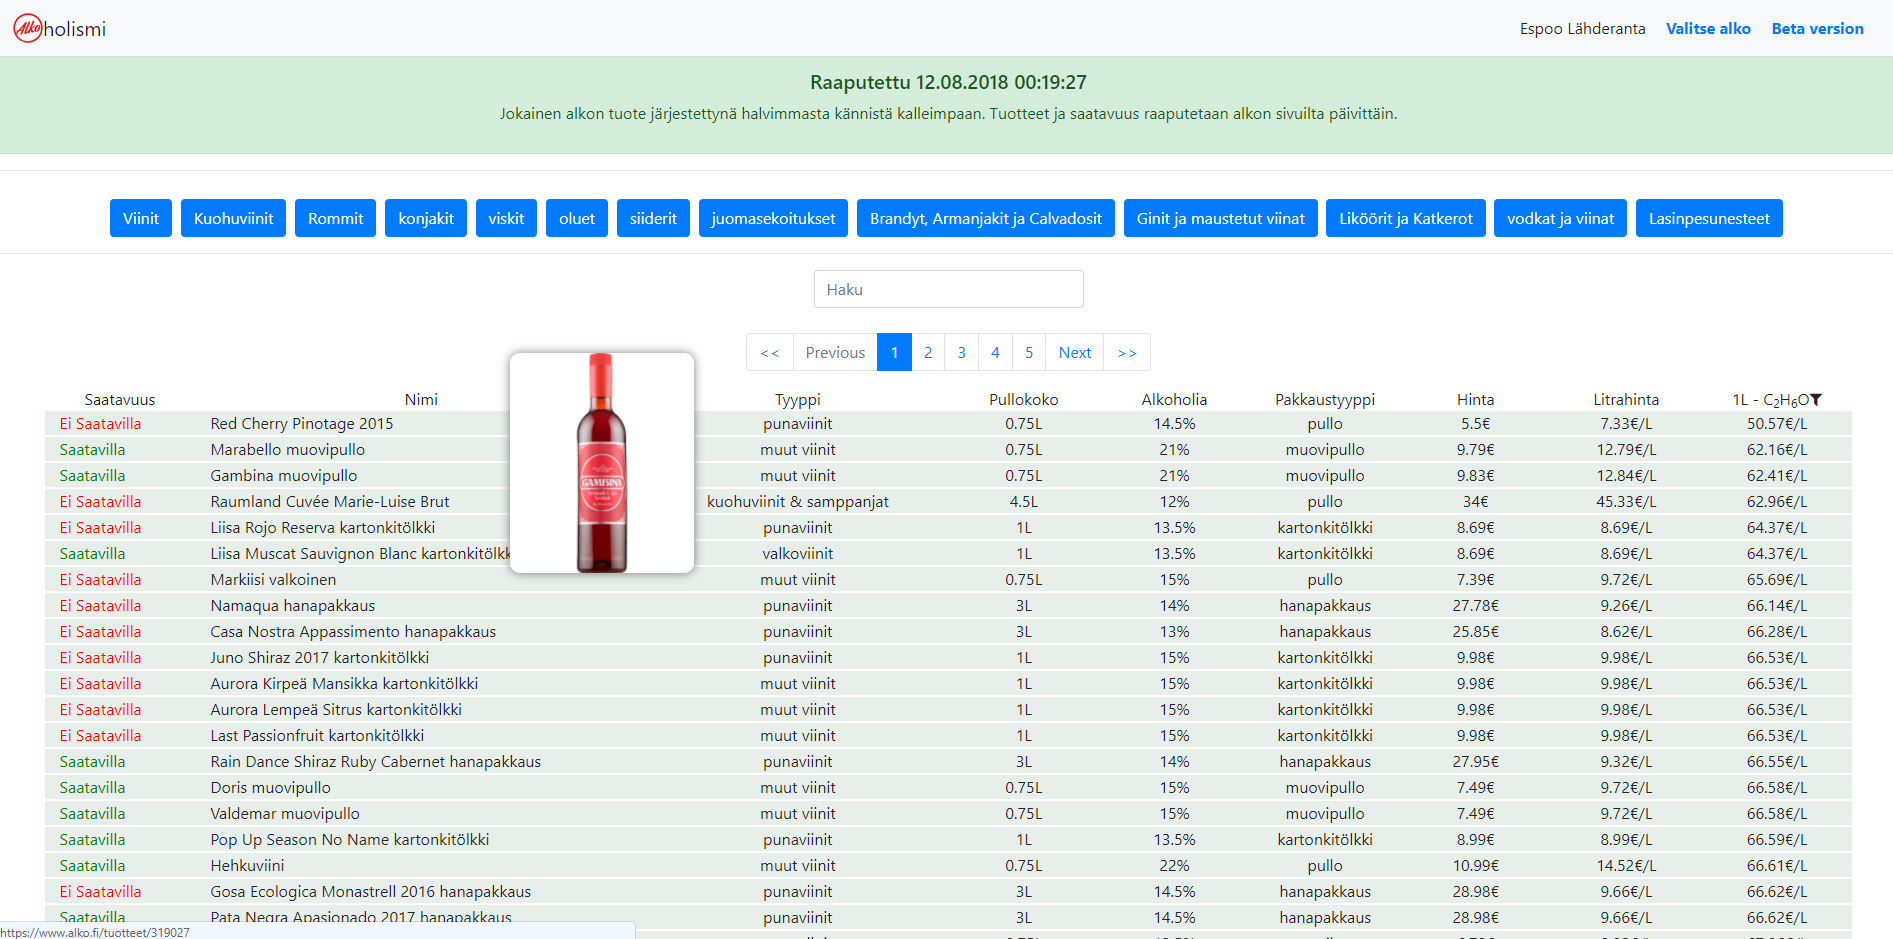 Alkoholismi
Espoo Lähderanta Valitse alko Beta version
Raaputettu 12.08.2018 00:19:27
Jokainen alkon tuote järjestettynä halvimmasta kännistä kalleimpaan. Tuotteet ja saatavuus raaputetaan alkon sivuilta päivittäin.
Viinit Kuohuviinit Rommit konjakit viskit oluet siiderit juomasekoitukset Brandyt, Armanjakit ja Calvadosit Ginit ja maustetut viinat Liköörit ja Katkerot vodkat ja viinat Lasinpesunesteet
Haku
<< Previous 1 2 3 4 5 Next >>
Saatavuus Nimi Tyyppi Pullokoko Alkoholia Pakkaustyyppi Hinta Litrahinta 1L - C₂H₆O
Ei Saatavilla Red Cherry Pinotage 2015 punaviinit 0.75L 14.5% pullo 5.5€ 7.33€/L 50.57€/L
Saatavilla Marabello muovipullo muut viinit 0.75L 21% muovipullo 9.79€ 12.79€/L 62.16€/L
Saatavilla Gambina muovipullo muut viinit 0.75L 21% muovipullo 9.83€ 12.84€/L 62.41€/L
GAMBINA
Ei Saatavilla Raumland Cuvée Marie-Luise Brut kuohuviinit & samppanjat 4.5L 12% pullo 34€ 45.33€/L 62.96€/L
Ei Saatavilla Liisa Rojo Reserva kartonkitölkki punaviinit 1L 13.5% kartonkitölkki 8.69€ 8.69€/L 64.37€/L
Saatavilla Liisa Muscat Sauvignon Blanc kartonkitölkk valkoviinit 1L 13.5% kartonkitölkki 8.69€ 8.69€/L 64.37€/L
Ei Saatavilla Markiisi valkoinen muut viinit 0.75L 15% pullo 7.39€ 9.72€/L 65.69€/L
Ei Saatavilla Namaqua hanapakkaus punaviinit 3L 14% hanapakkaus 27.78€ 9.26€/L 66.14€/L
Ei Saatavilla Casa Nostra Appassimento hanapakkaus punaviinit 3L 13% hanapakkaus 25.85€ 8.62€/L 66.28€/L
Ei Saatavilla Juno Shiraz 2017 kartonkitölkki punaviinit 1L 15% kartonkitölkki 9.98€ 9.98€/L 66.53€/L
Ei Saatavilla Aurora Kirpeä Mansikka kartonkitölkki muut viinit 1L 15% kartonkitölkki 9.98€ 9.98€/L 66.53€/L
Ei Saatavilla Aurora Lempeä Sitrus kartonkitölkki muut viinit 1L 15% kartonkitölkki 9.98€ 9.98€/L 66.53€/L
Ei Saatavilla Last Passionfruit kartonkitölkki muut viinit 1L 15% kartonkitölkki 9.98€ 9.98€/L 66.53€/L
Saatavilla Rain Dance Shiraz Ruby Cabernet hanapakkaus punaviinit 3L 14% hanapakkaus 27.95€ 9.32€/L 66.55€/L
Saatavilla Doris muovipullo muut viinit 0.75L 15% muovipullo 7.49€ 9.72€/L 66.58€/L
Saatavilla Valdemar muovipullo muut viinit 0.75L 15% muovipullo 7.49€ 9.72€/L 66.58€/L
Saatavilla Pop Up Season No Name kartonkitölkki punaviinit 1L 13.5% kartonkitölkki 8.99€ 8.99€/L 66.59€/L
Saatavilla Hehkuviini muut viinit 0.75L 22% pullo 10.99€ 14.52€/L 66.61€/L
Ei Saatavilla Gosa Ecologica Monastrell 2016 hanapakkaus punaviinit 3L 14.5% hanapakkaus 28.98€ 9.66€/L 66.62€/L
Saatavilla Pata Negra Apasionado 2017 hanapakkaus punaviinit 3L 14.5% hanapakkaus 28.98€ 9.66€/L 66.62€/L
https://www.alko.fi/tuotteet/319027